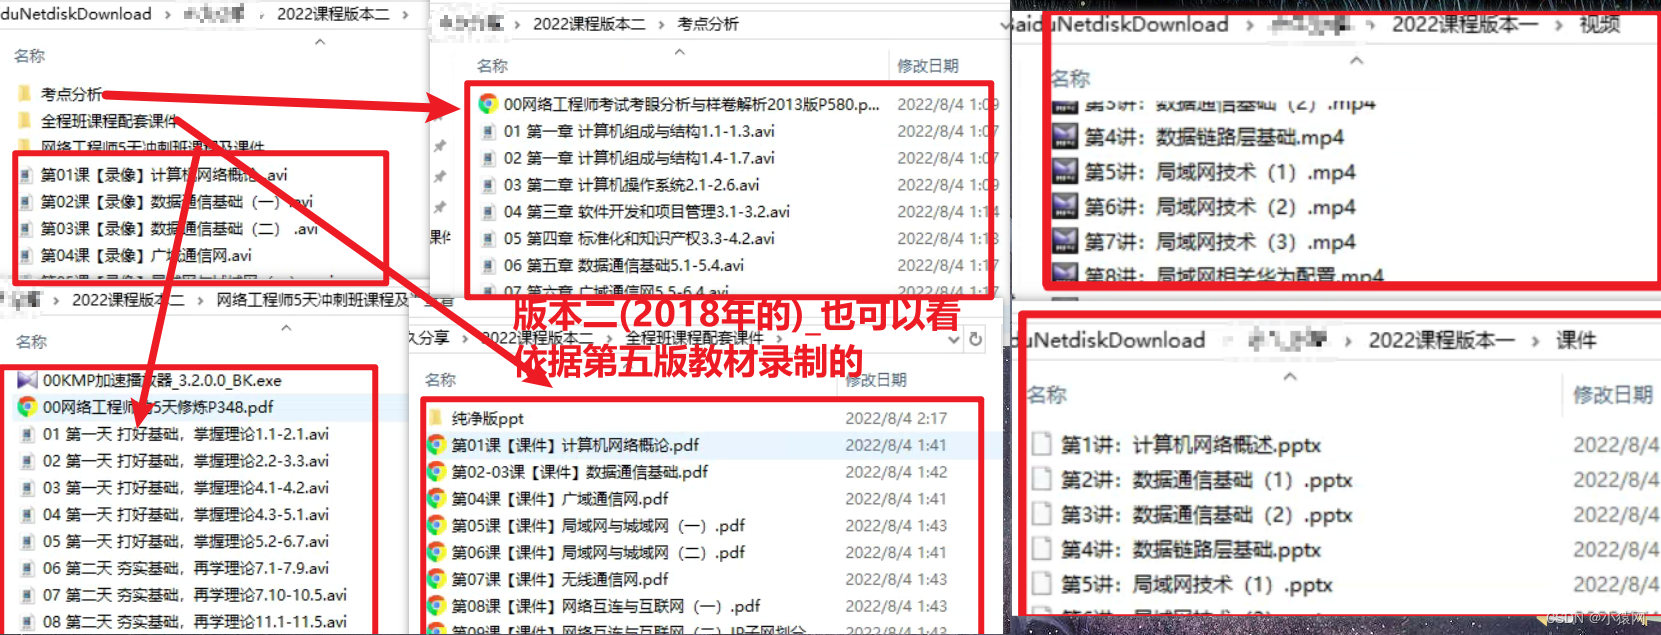 duNetdiskDownload > > 2022课程版本二 >
名称
考点分析
全程班课程配套课件
网络工程师5天冲刺班课程及课件
第01课【录像】计算机网络概论 .avi
第02课【录像】数据通信基础（一）.avi
第03课【录像】数据通信基础（二） .avi
第04课【录像】广域通信网.avi
> 2022课程版本二 > 考点分析
名称 修改日期
00网络工程师考试考眼分析与样卷解析2013版P580.p... 2022/8/4 1:09
01 第一章 计算机组成与结构1.1-1.3.avi 2022/8/4 1:07
02 第一章 计算机组成与结构1.4-1.7.avi 2022/8/4 1:07
03 第二章 计算机操作系统2.1-2.6.avi 2022/8/4 1:09
04 第三章 软件开发和项目管理3.1-3.2.avi 2022/8/4 1:14
05 第四章 标准化和知识产权3.3-4.2.avi 2022/8/4 1:18
06 第五章 数据通信基础5.1-5.4.avi 2022/8/4 1:17
07 第六章 广域通信网5.5-6.4.avi 2022/8/4 1:17
课件
BaiduNetdiskDownload > > 2022课程版本一 > 视频
名称
第3讲：数据通信基础（2）.mp4
第4讲：数据链路层基础.mp4
第5讲：局域网技术（1）.mp4
第6讲：局域网技术（2）.mp4
第7讲：局域网技术（3）.mp4
第8讲：局域网相关华为配置.mp4
> 2022课程版本二 > 网络工程师5天冲刺班课程及
名称
00KMP加速播放器_3.2.0.0_BK.exe
00网络工程师 5天修炼P348.pdf
01 第一天 打好基础，掌握理论1.1-2.1.avi
02 第一天 打好基础，掌握理论2.2-3.3.avi
03 第一天 打好基础，掌握理论4.1-4.2.avi
04 第一天 打好基础，掌握理论4.3-5.1.avi
05 第一天 打好基础，掌握理论5.2-6.7.avi
06 第二天 夯实基础，再学理论7.1-7.9.avi
07 第二天 夯实基础，再学理论7.10-10.5.avi
08 第二天 夯实基础，再学理论11.1-11.5.avi
版本二(2018年的)_也可以看
依据第五版教材录制的
久分享 > 2022课程版本二 > 全程班课程配套课件 >
名称 修改日期
纯净版ppt 2022/8/4 2:17
第01课【课件】计算机网络概论.pdf 2022/8/4 1:41
第02-03课【课件】数据通信基础.pdf 2022/8/4 1:42
第04课【课件】广域通信网.pdf 2022/8/4 1:41
第05课【课件】局域网与城域网（一）.pdf 2022/8/4 1:43
第06课【课件】局域网与城域网（二）.pdf 2022/8/4 1:41
第07课【课件】无线通信网.pdf 2022/8/4 1:43
第08课【课件】网络互连与互联网（一）.pdf 2022/8/4 1:43
第09课【课件】网络互连与互联网（二）IP子网划分 2022/8/4 1:43
duNetdiskDownload > 2022课程版本一 > 课件
名称 修改日期
第1讲：计算机网络概述.pptx 2022/8/4
第2讲：数据通信基础（1）.pptx 2022/8/4
第3讲：数据通信基础（2）.pptx 2022/8/4
第4讲：数据链路层基础.pptx 2022/8/4
第5讲：局域网技术（1）.pptx 2022/8/4
CSDN @小猿网